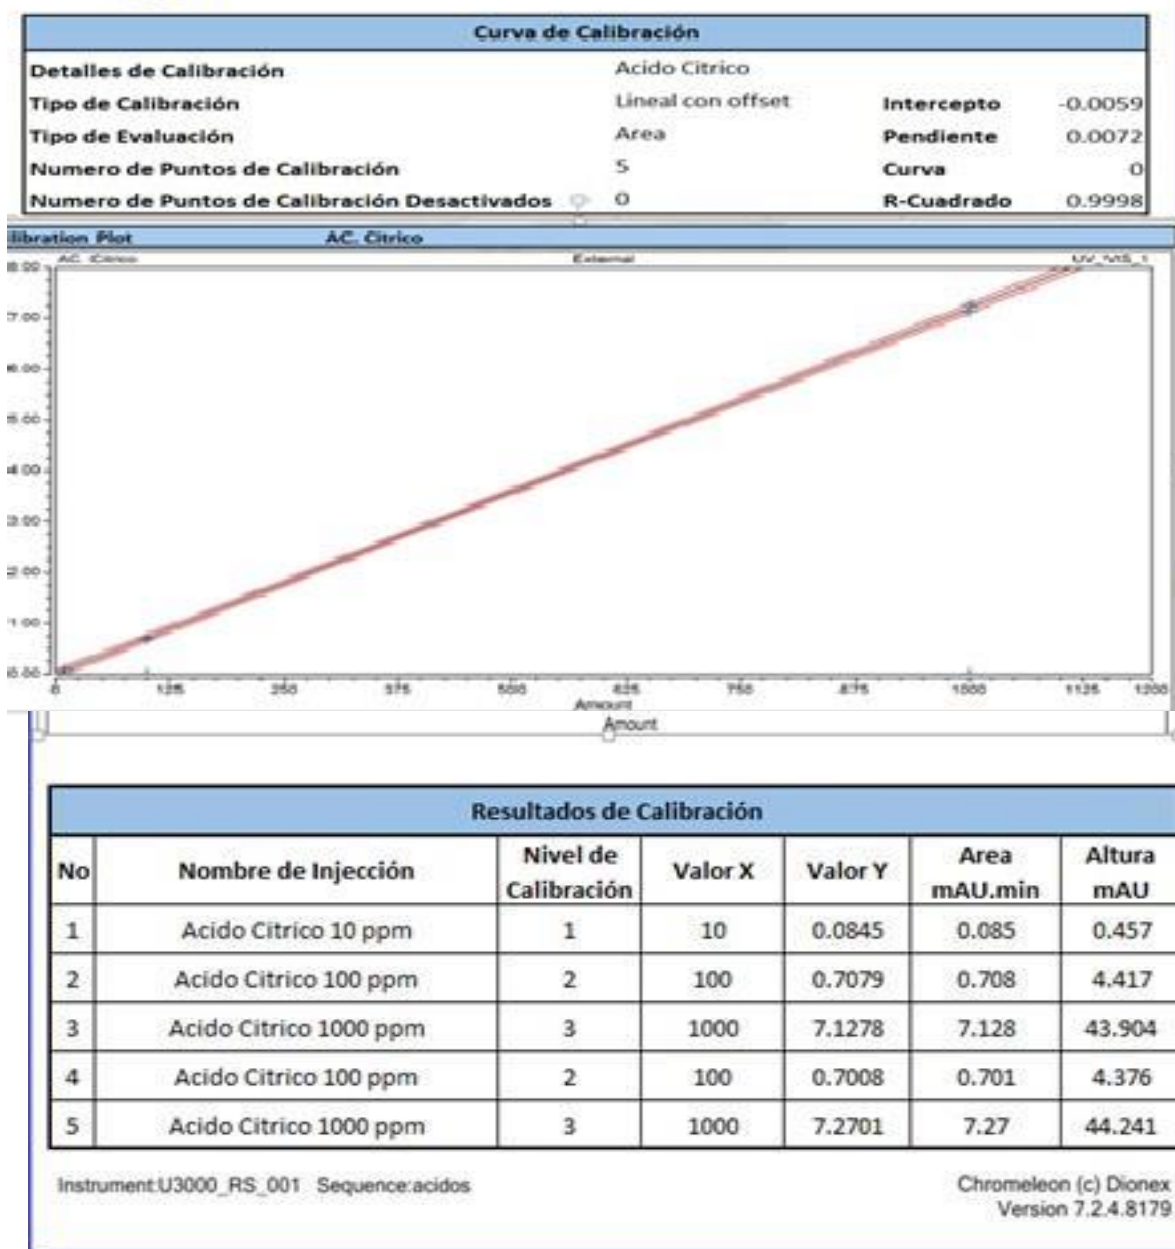 Curva de Calibración
Detalles de Calibración Acido Citrico
Tipo de Calibración Lineal con offset Intercepto -0.0059
Tipo de Evaluación Area Pendiente 0.0072
Numero de Puntos de Calibración 5 Curva 0
Numero de Puntos de Calibración Desactivados 0 R-Cuadrado 0.9998
libration Plot AC. Citrico
AC. Citrico External UV_VIS_1
0 125 250 375 500 625 750 875 1000 1125 1200
Amount
Amount
Resultados de Calibración
No Nombre de Injección Nivel de Calibración Valor X Valor Y Area mAU.min Altura mAU
1 Acido Citrico 10 ppm 1 10 0.0845 0.085 0.457
2 Acido Citrico 100 ppm 2 100 0.7079 0.708 4.417
3 Acido Citrico 1000 ppm 3 1000 7.1278 7.128 43.904
4 Acido Citrico 100 ppm 2 100 0.7008 0.701 4.376
5 Acido Citrico 1000 ppm 3 1000 7.2701 7.27 44.241
Instrument:U3000_RS_001 Sequence:acidos Chromeleon (c) Dionex
Version 7.2.4.8179